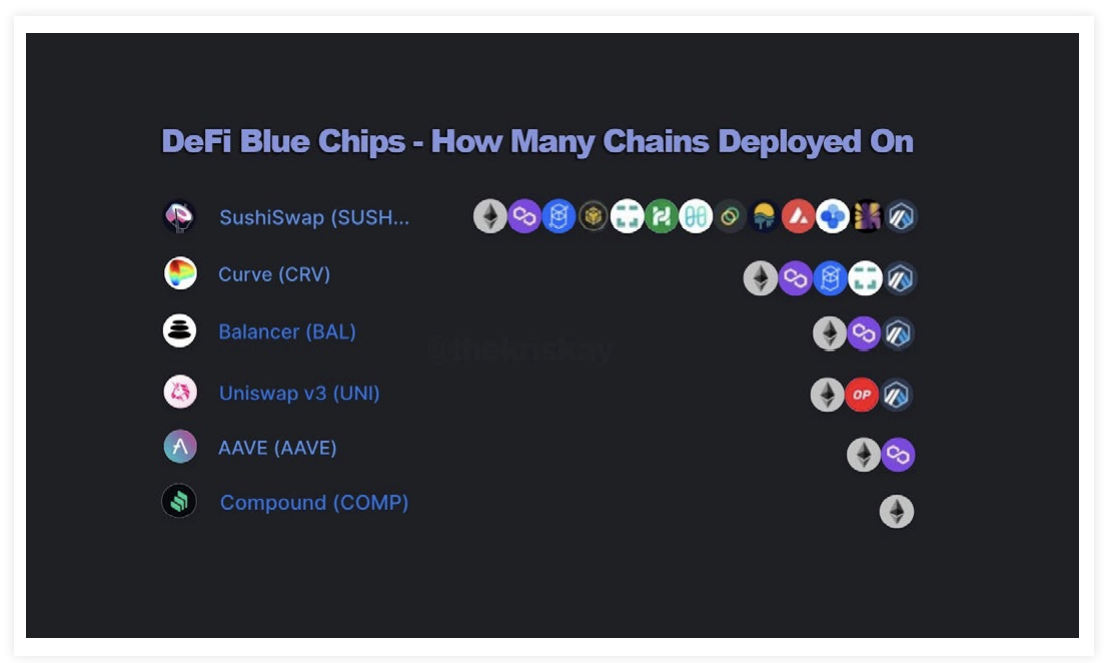 DeFi Blue Chips - How Many Chains Deployed On
SushiSwap (SUSH...
Curve (CRV)
Balancer (BAL)
@thekriskay
Uniswap v3 (UNI)
OP
AAVE (AAVE)
Compound (COMP)